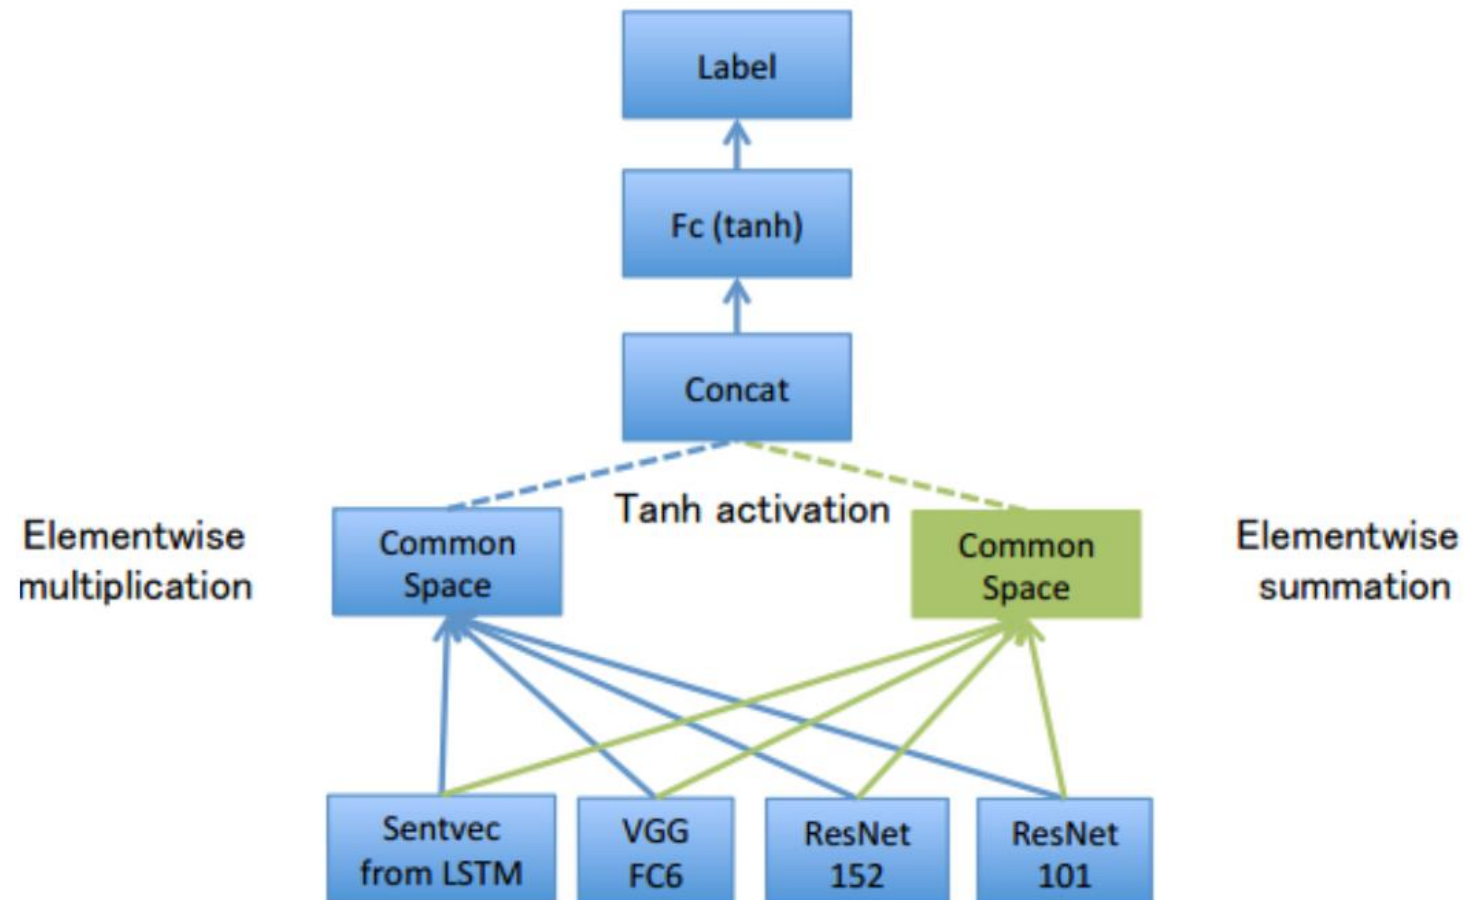 Label
Fc (tanh)
Concat
Tanh activation
Elementwise
multiplication
Common
Space
Common
Space
Elementwise
summation
Sentvec
from LSTM
VGG
FC6
ResNet
152
ResNet
101